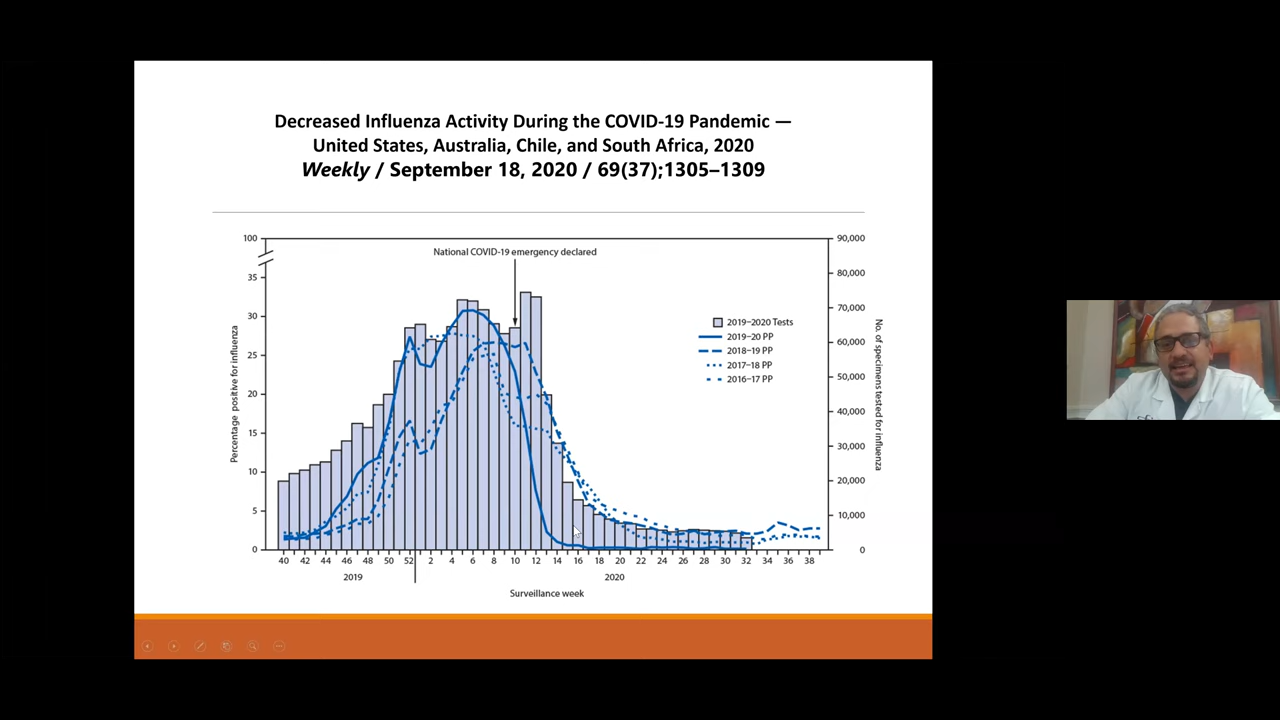 Decreased Influenza Activity During the COVID-19 Pandemic —
United States, Australia, Chile, and South Africa, 2020
Weekly / September 18, 2020 / 69(37);1305–1309
National COVID-19 emergency declared
100
35
30
25
20
15
10
5
0
Percentage positive for influenza
90,000
80,000
70,000
60,000
50,000
40,000
30,000
20,000
10,000
0
No. of specimens tested for influenza
2019–2020 Tests
2019–20 PP
2018–19 PP
2017–18 PP
2016–17 PP
40 42 44 46 48 50 52 2 4 6 8 10 12 14 16 18 20 22 24 26 28 30 32 34 36 38
2019 2020
Surveillance week